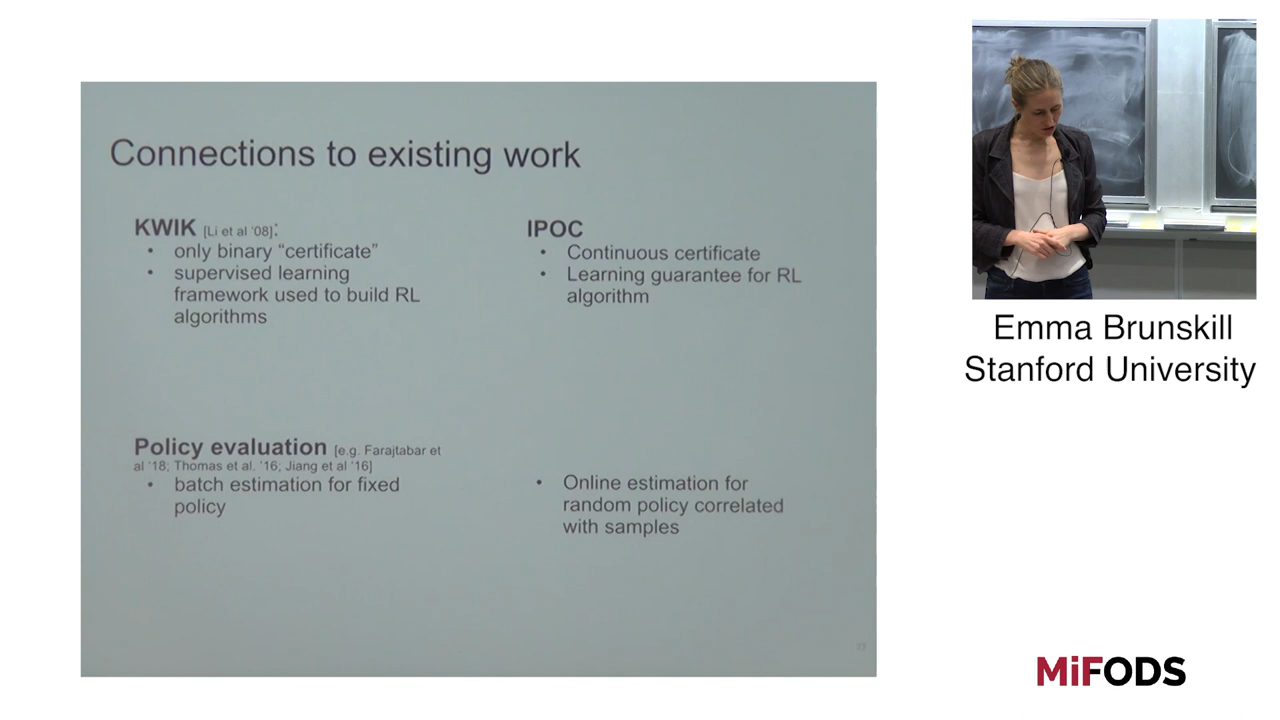 Connections to existing work
KWIK [Li et al '08]:
• only binary “certificate”
• supervised learning
framework used to build RL
algorithms
IPOC
• Continuous certificate
• Learning guarantee for RL
algorithm
Policy evaluation [e.g. Farajtabar et
al '18; Thomas et al. '16; Jiang et al '16]
• batch estimation for fixed
policy
• Online estimation for
random policy correlated
with samples
Emma Brunskill
Stanford University
MiFODS